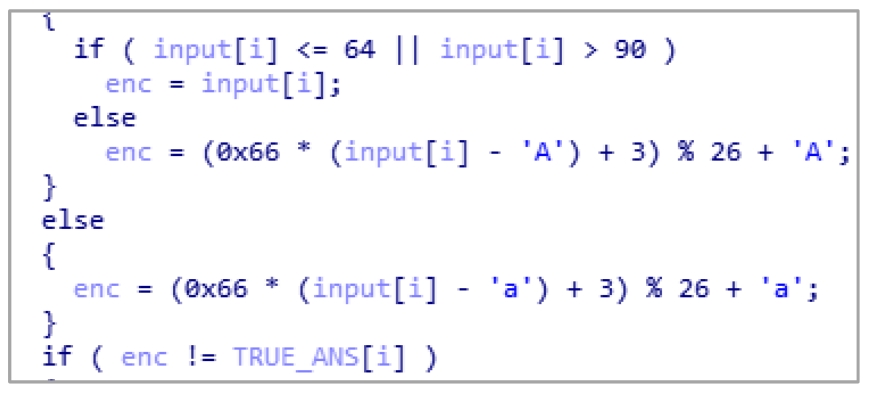 {
if ( input[i] <= 64 || input[i] > 90 )
enc = input[i];
else
enc = (0x66 * (input[i] - 'A') + 3) % 26 + 'A';
}
else
{
enc = (0x66 * (input[i] - 'a') + 3) % 26 + 'a';
}
if ( enc != TRUE_ANS[i] )